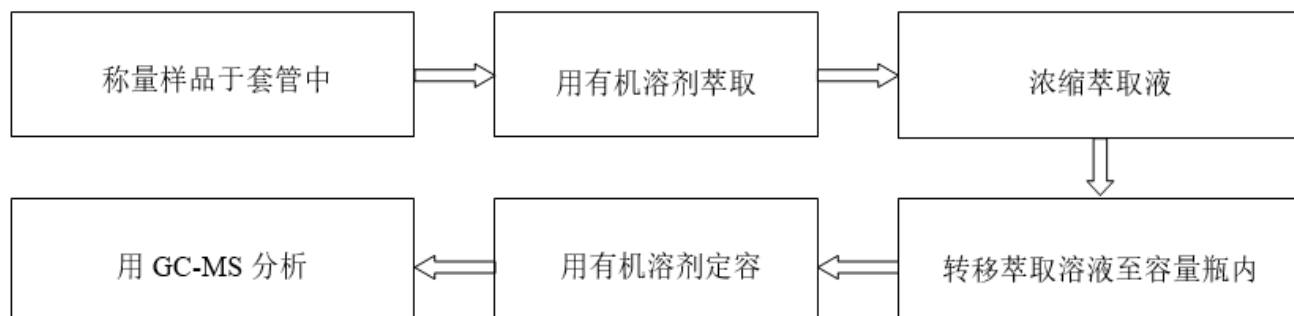 称量样品于套管中
用有机溶剂萃取
浓缩萃取液
转移萃取溶液至容量瓶内
用有机溶剂定容
用 GC-MS 分析